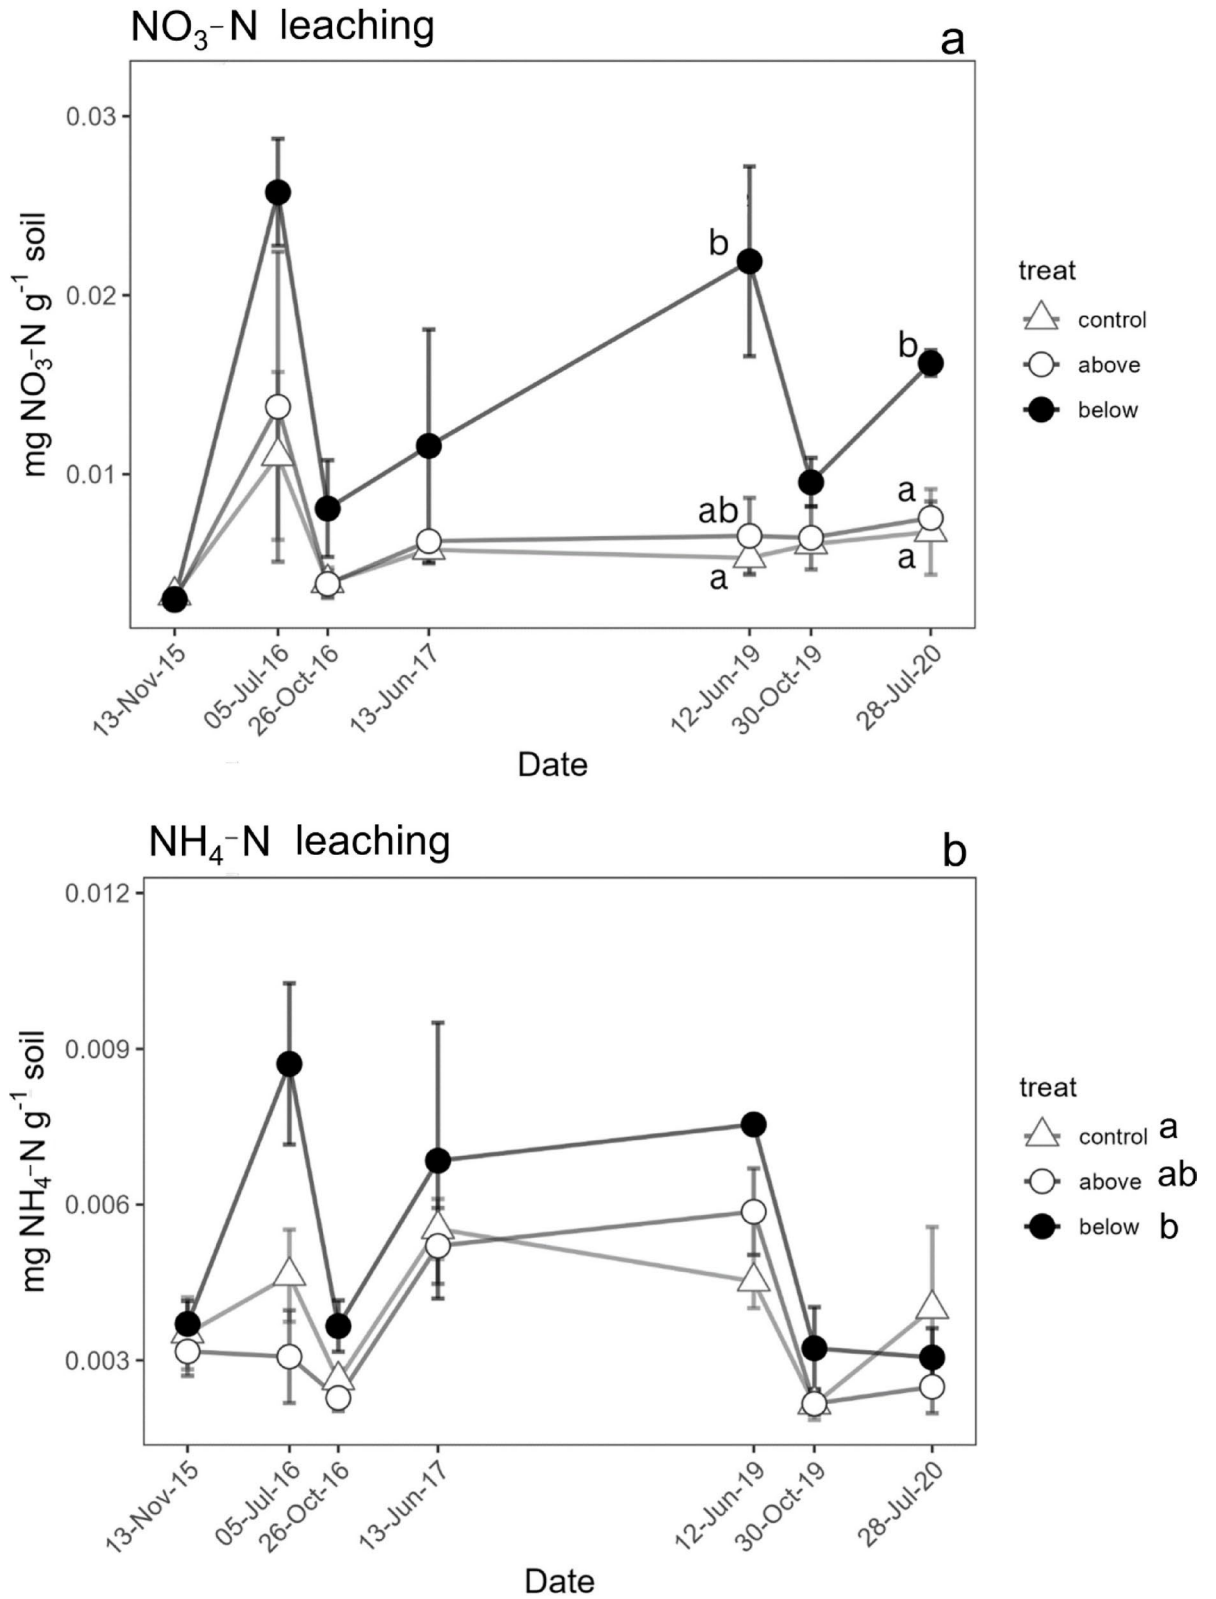 NO₃–N leaching
a
0.03
0.02
0.01
mg NO₃–N g⁻¹ soil
b
b
ab
a
a
a
13-Nov-15
05-Jul-16
26-Oct-16
13-Jun-17
12-Jun-19
30-Oct-19
28-Jul-20
Date
treat
control
above
below
NH₄–N leaching
b
0.012
0.009
0.006
0.003
mg NH₄–N g⁻¹ soil
13-Nov-15
05-Jul-16
26-Oct-16
13-Jun-17
12-Jun-19
30-Oct-19
28-Jul-20
Date
treat
control a
above ab
below b